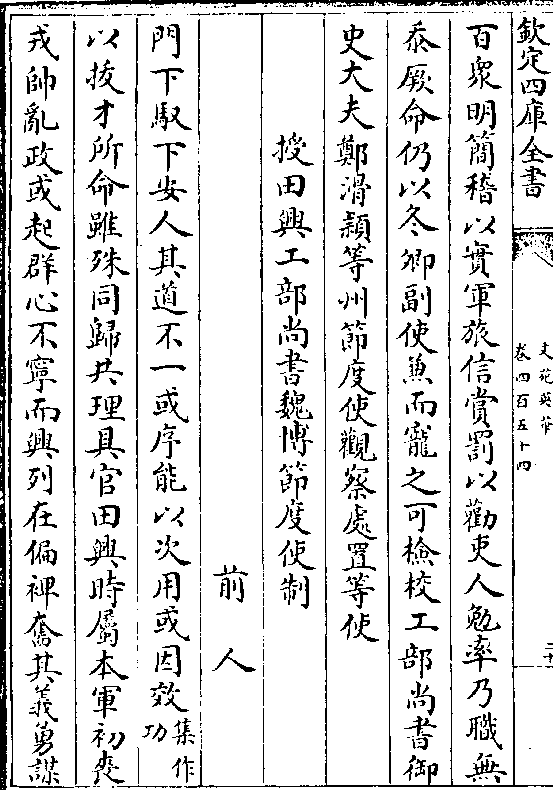 欽定四庫全書
文苑英華
卷四百五十四
二十
百衆明簡稽以實軍旅信賞罰以勸吏人勉率乃職無
忝厥命仍以冬卿副使兼而寵之可檢校工部尚書御
史大夫鄭滑潁等州節度使觀察處置等使
授田興工部尚書魏博節度使制
前人
門下馭下安人其道不一或序能以次用或因效集作功
以拔才所命雖殊同歸共理具官田興時屬本軍初喪
戎帥亂政或起群心不寧而興列在偏裨奮其義勇謀